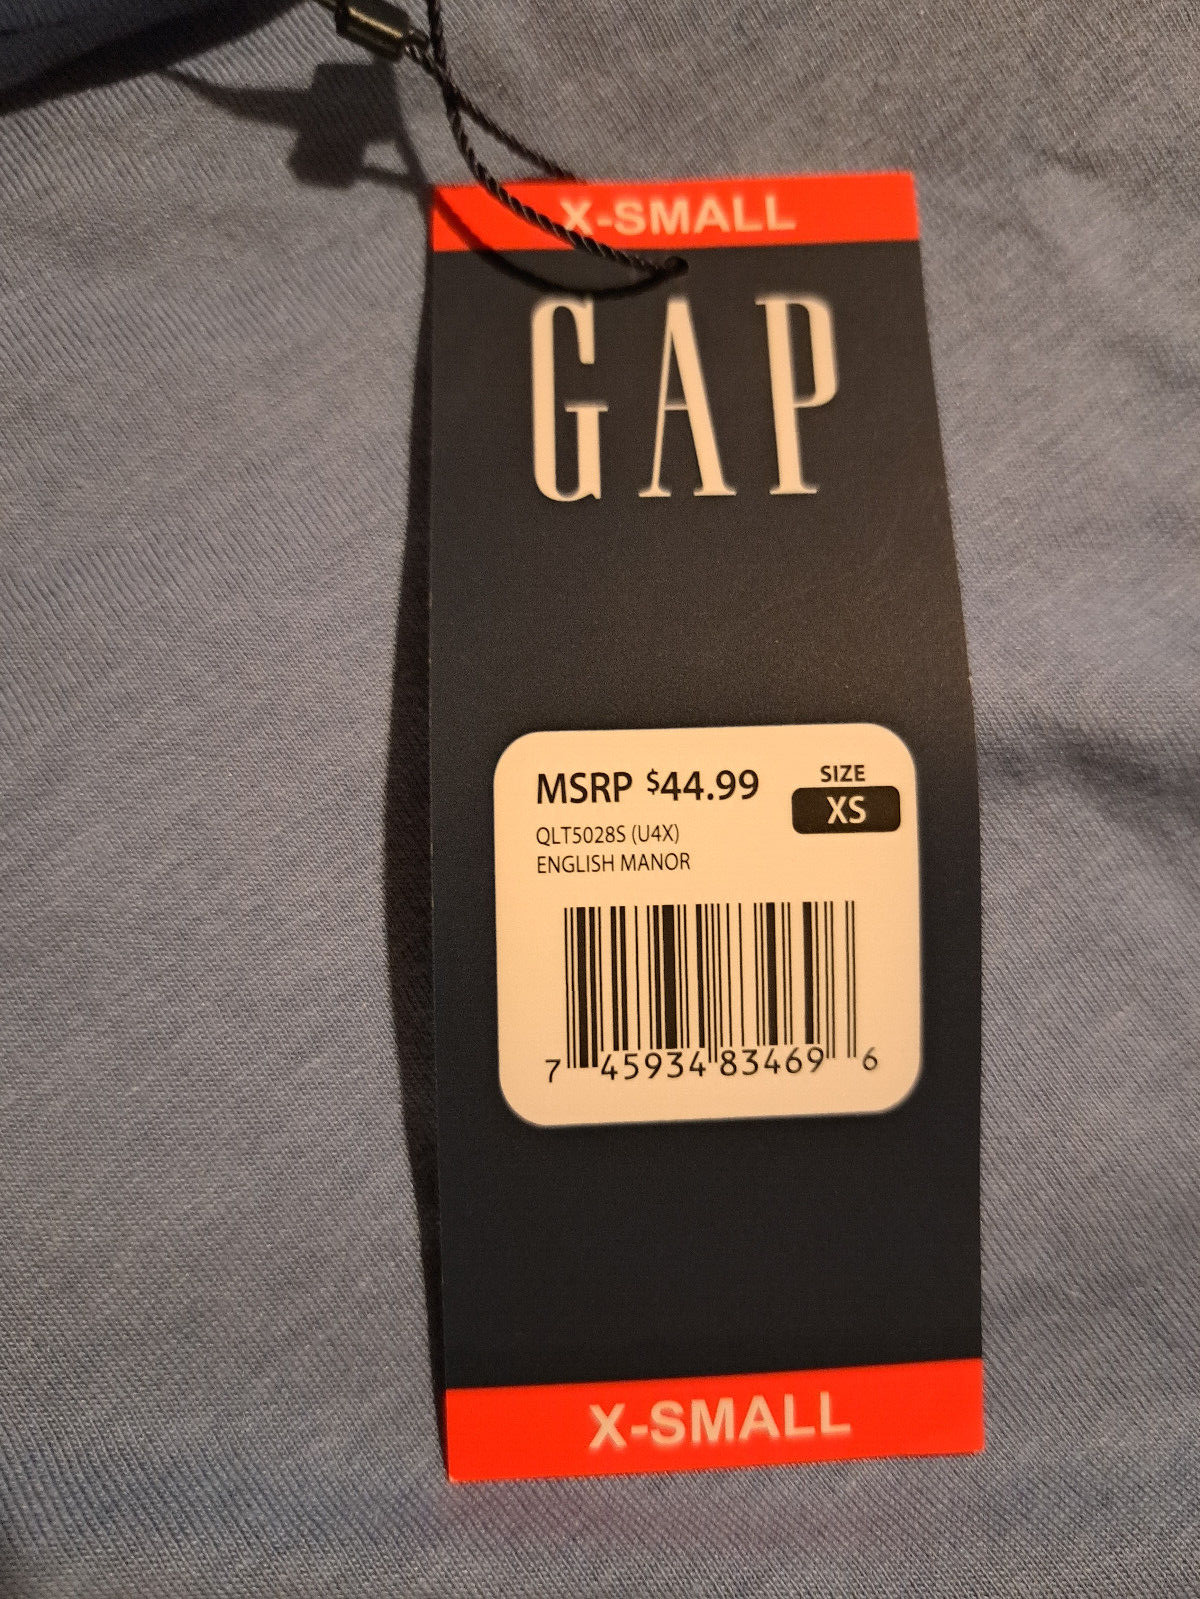 X-SMALL
GAP
MSRP $44.99
SIZE
XS
QLT5028S (U4X)
ENGLISH MANOR
7 45934 83469 6
X-SMALL